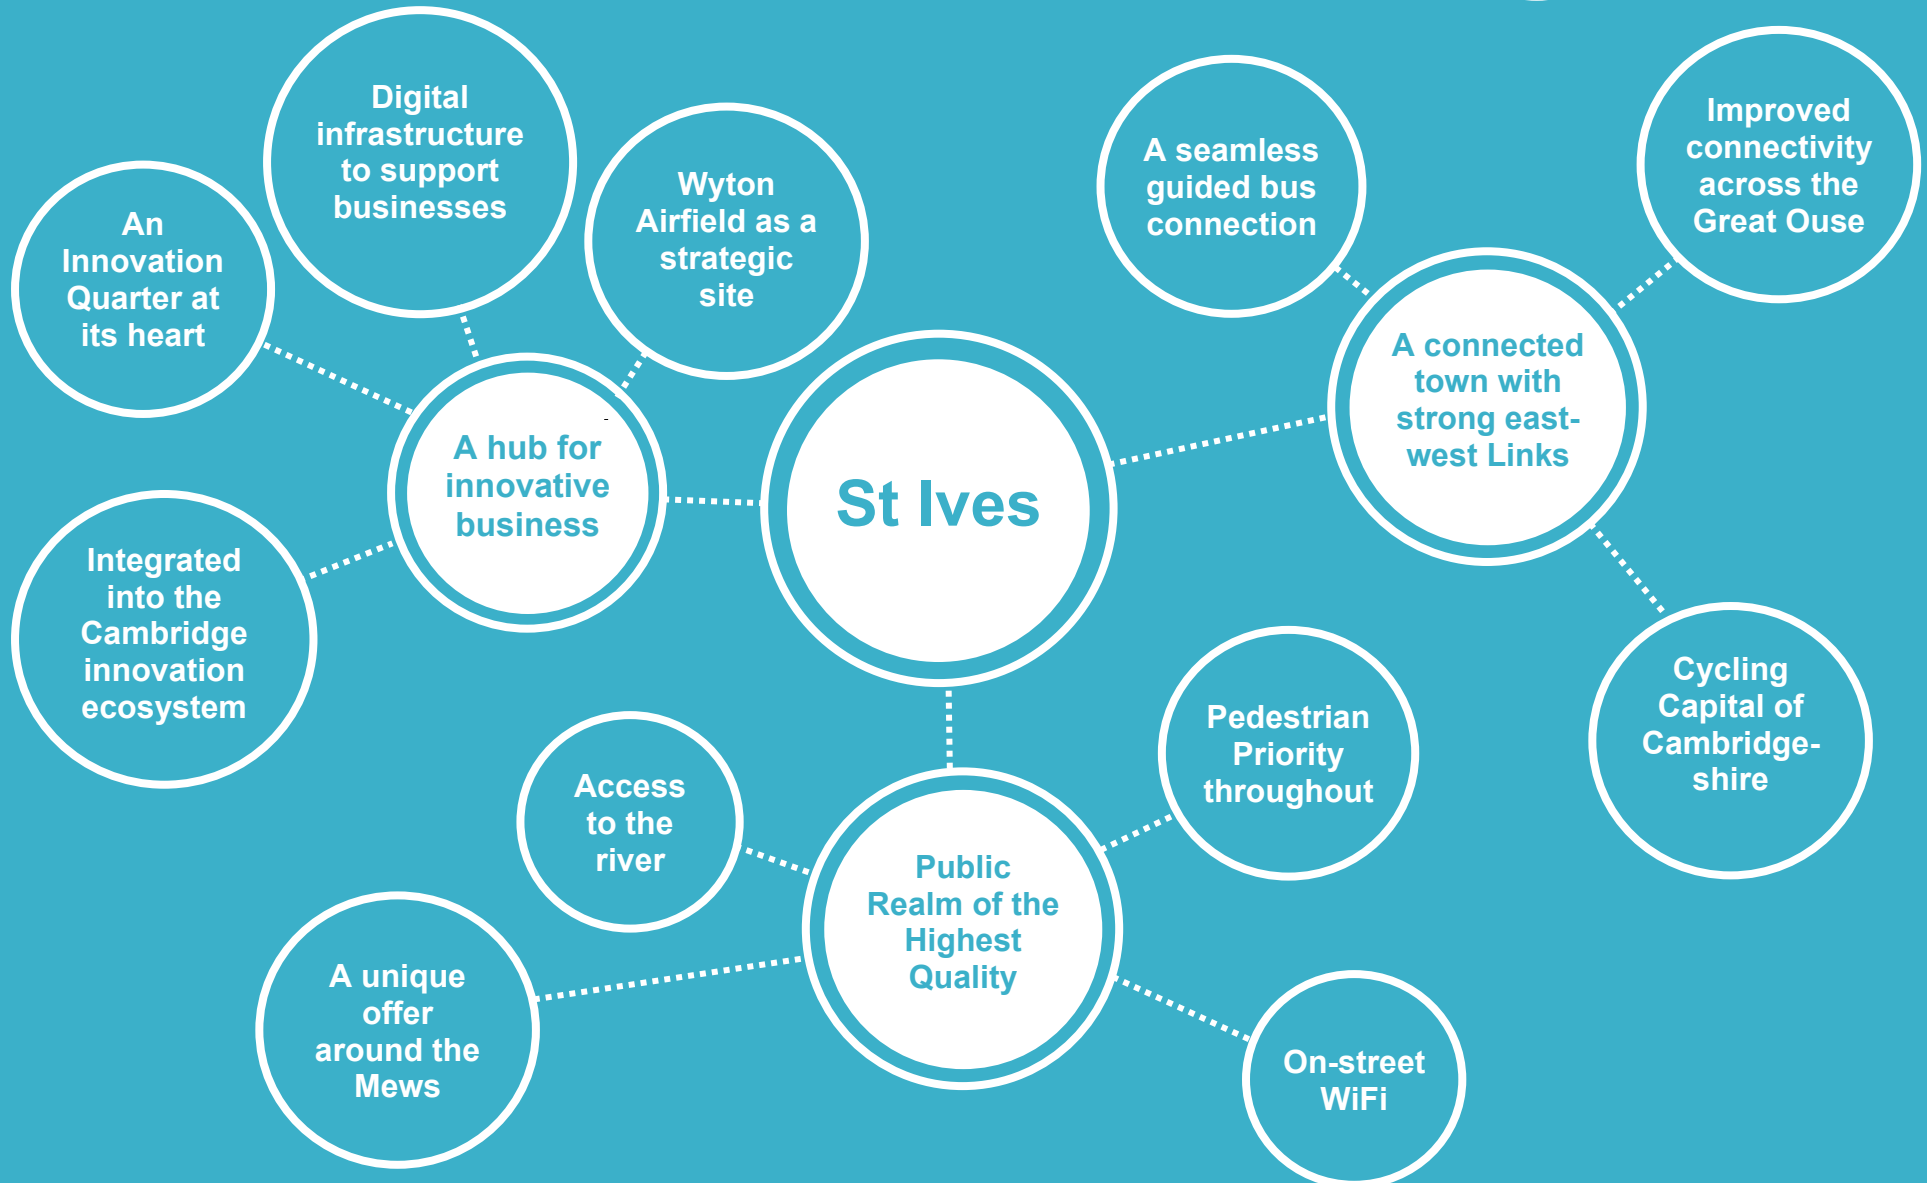 Digital
infrastructure
to support
businesses
An
Innovation
Quarter at
its heart
Wyton
Airfield as a
strategic
site
A hub for
innovative
business
Integrated
into the
Cambridge
innovation
ecosystem
St Ives
A seamless
guided bus
connection
Improved
connectivity
across the
Great Ouse
A connected
town with
strong east-
west Links
Cycling
Capital of
Cambridge-
shire
Pedestrian
Priority
throughout
Access
to the
river
Public
Realm of the
Highest
Quality
A unique
offer
around the
Mews
On-street
WiFi